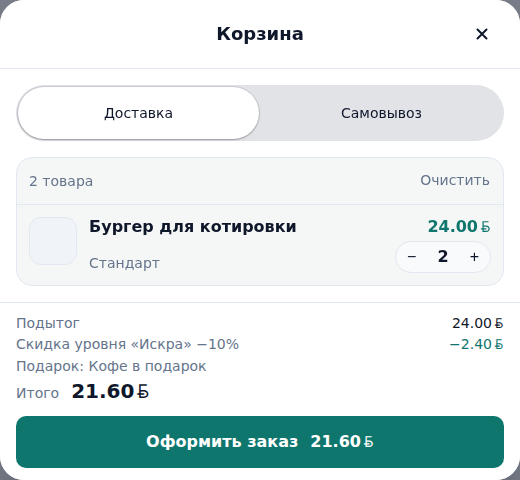 Корзина
Доставка
Самовывоз
2 товара
Очистить
Бургер для котировки
24.00 Ƃ
Стандарт
− 2 +
Подытог 24.00 Ƃ
Скидка уровня «Искра» −10% −2.40 Ƃ
Подарок: Кофе в подарок
Итого 21.60 Ƃ
Оформить заказ 21.60 Ƃ